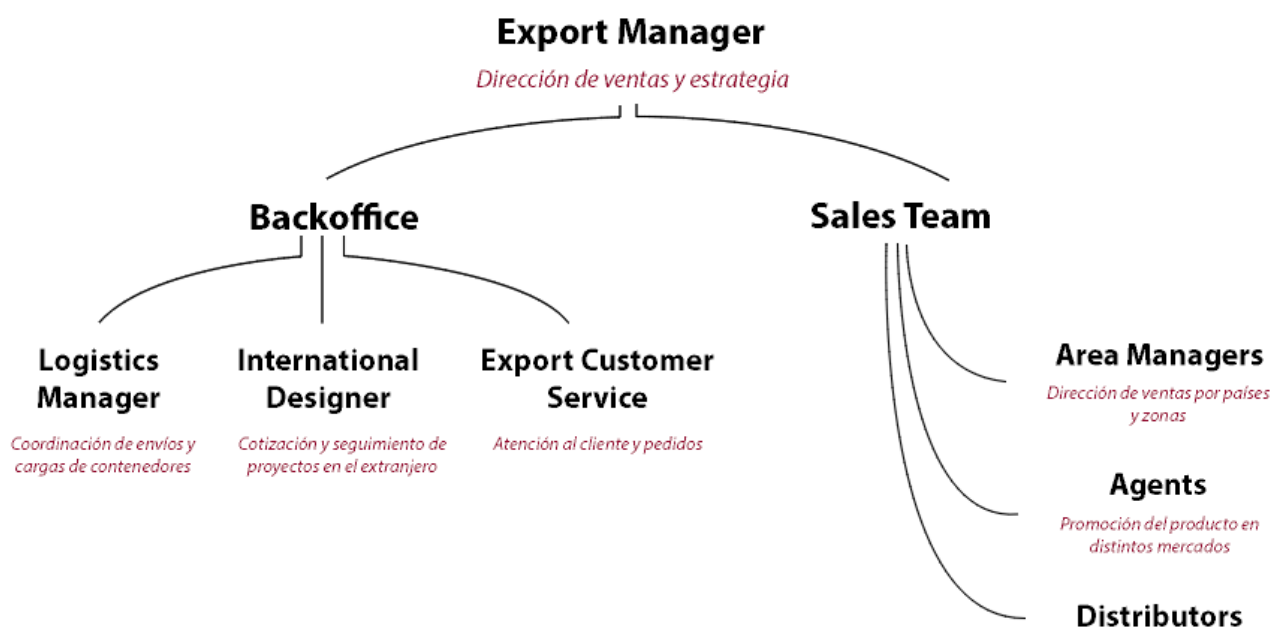 Export Manager
Dirección de ventas y estrategia
Backoffice
Sales Team
Logistics
Manager
Coordinación de envíos y
cargas de contenedores
International
Designer
Cotización y seguimiento de
proyectos en el extranjero
Export Customer
Service
Atención al cliente y pedidos
Area Managers
Dirección de ventas por países
y zonas
Agents
Promoción del producto en
distintos mercados
Distributors